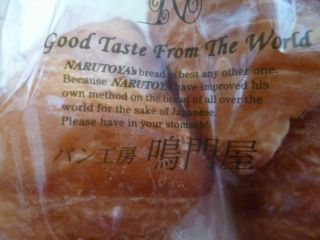 N
Good Taste From The World
NARUTOYA's bread is best any other one.
Because NARUTOYA's have improved his
own method on the bread of all over the
world for the sake of Japanese.
Please have in your stomach!
パン工房 鳴門屋